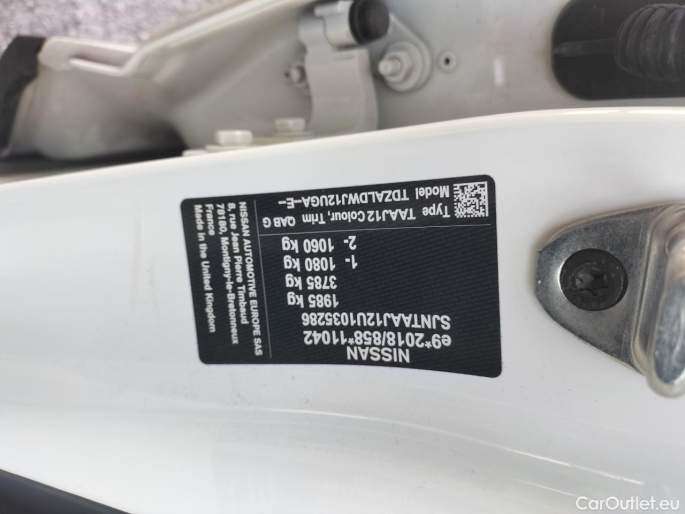 NISSAN
e9*2018/858*11042
SJNTAAJ12U1035286
1985 kg
3785 kg
1- 1080 kg
2- 1060 kg
Type TAAJ12 Colour, Trim QAB G
Model TDZALDWJ12UGA--E--
NISSAN AUTOMOTIVE EUROPE SAS
8, rue Jean Pierre Timbaud
78180, Montigny-le-Bretonneux
France
Made in the United Kingdom
CarOutlet.eu